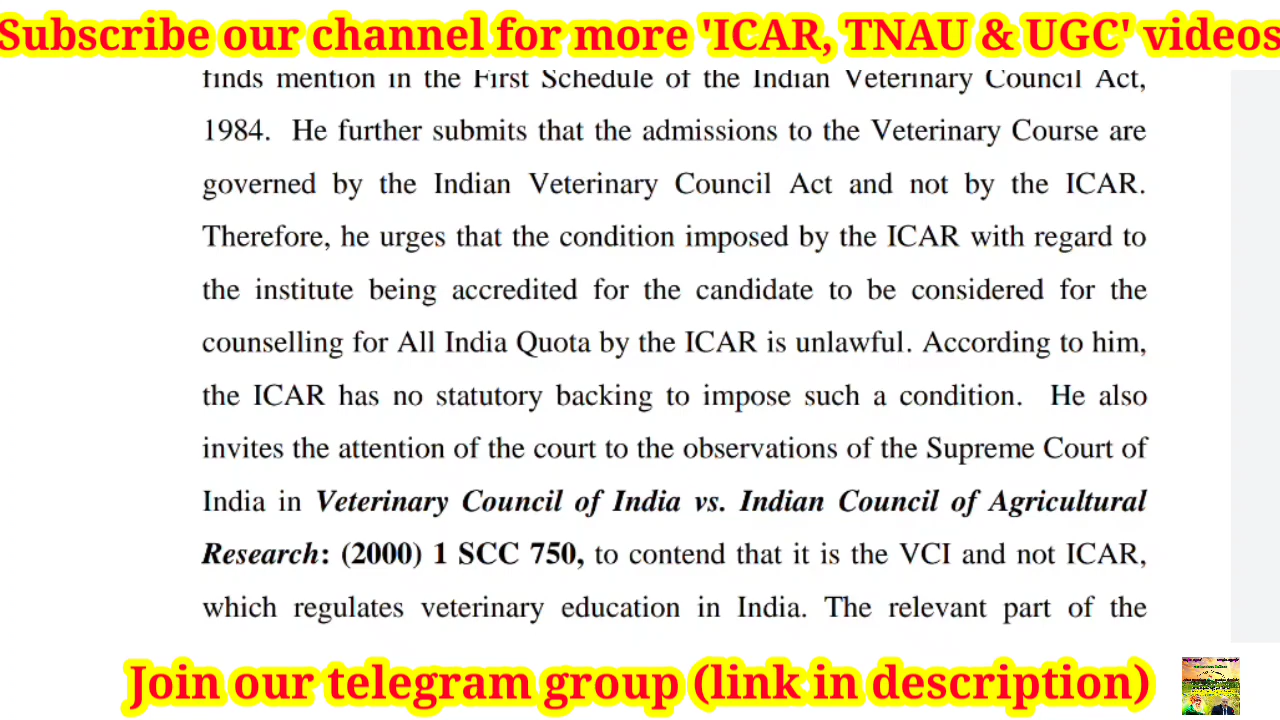 Subscribe our channel for more 'ICAR, TNAU & UGC' videos
finds mention in the First Schedule of the Indian Veterinary Council Act,
1984. He further submits that the admissions to the Veterinary Course are
governed by the Indian Veterinary Council Act and not by the ICAR.
Therefore, he urges that the condition imposed by the ICAR with regard to
the institute being accredited for the candidate to be considered for the
counselling for All India Quota by the ICAR is unlawful. According to him,
the ICAR has no statutory backing to impose such a condition. He also
invites the attention of the court to the observations of the Supreme Court of
India in Veterinary Council of India vs. Indian Council of Agricultural
Research: (2000) 1 SCC 750, to contend that it is the VCI and not ICAR,
which regulates veterinary education in India. The relevant part of the
Join our telegram group (link in description)